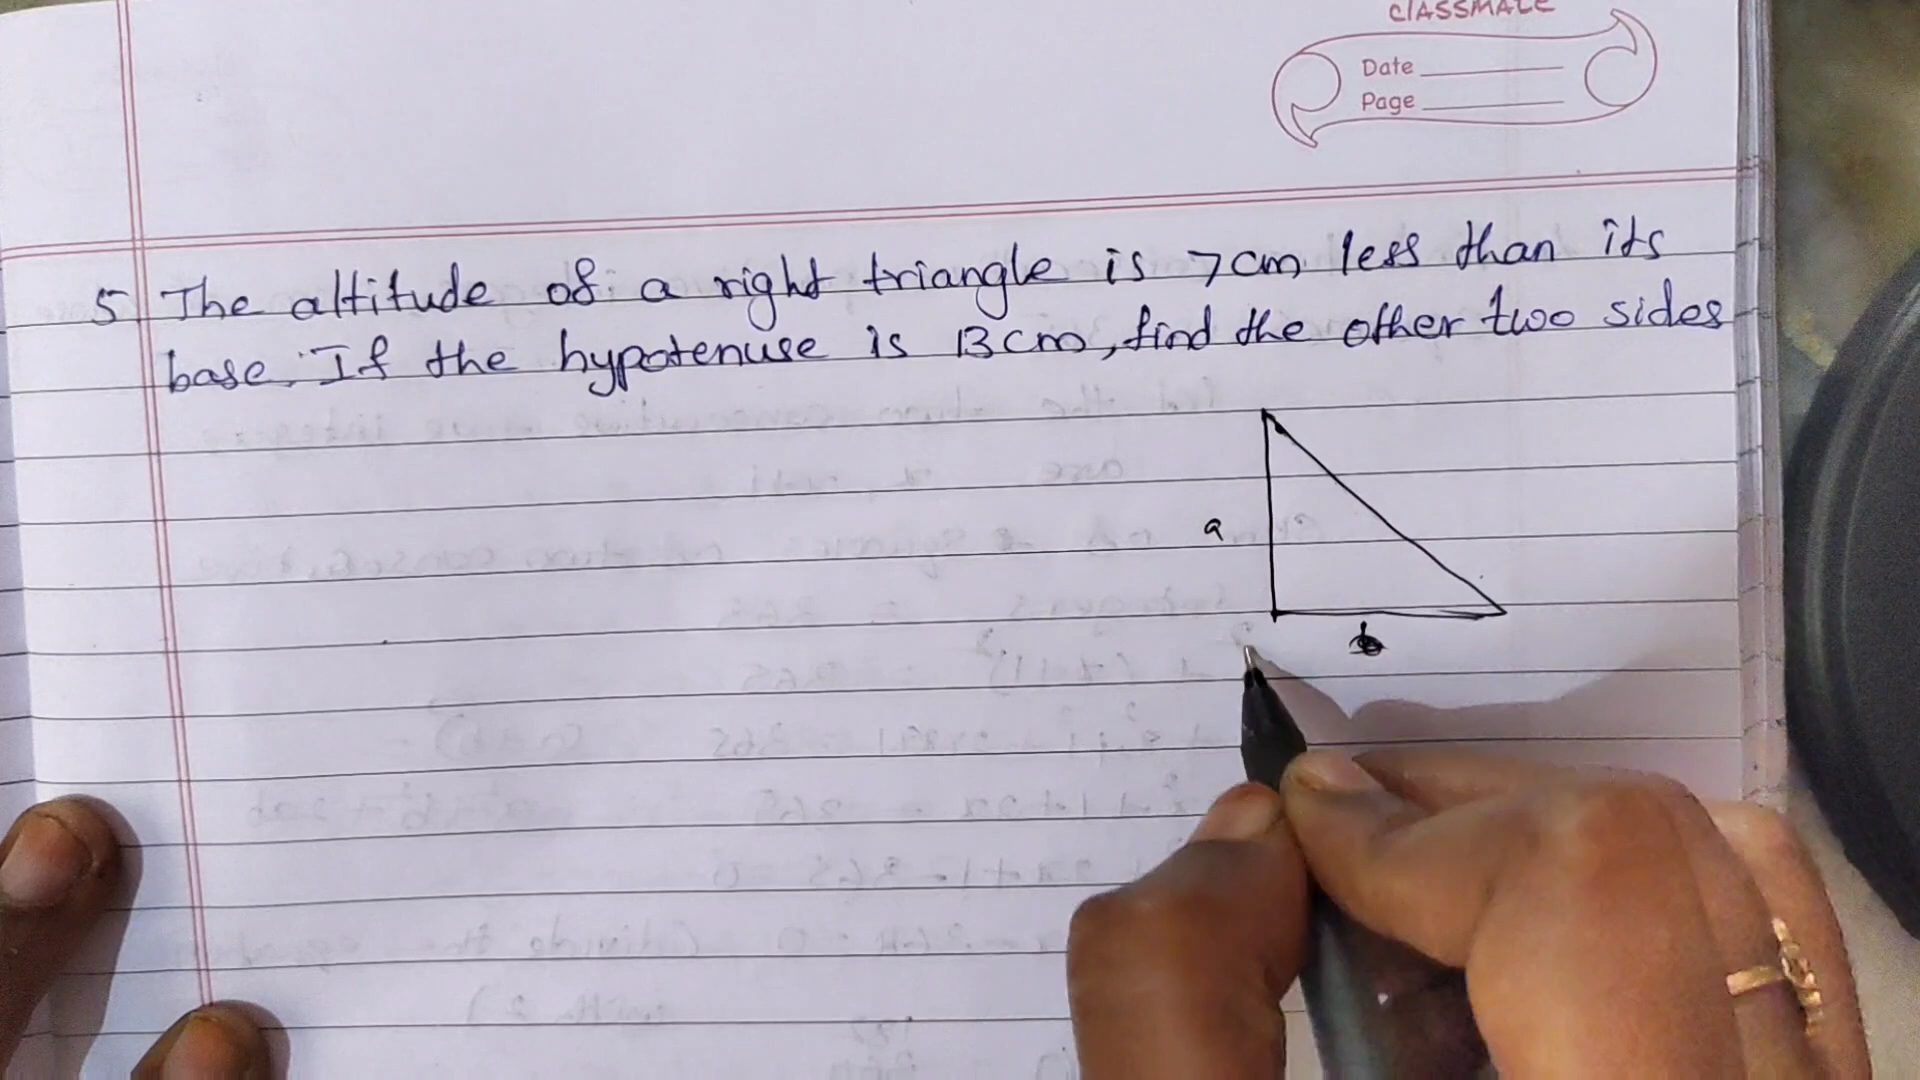 classmate
Date
Page
5 The altitude of a right triangle is 7cm less than its
base. If the hypotenuse is 13cm, find the other two sides
a